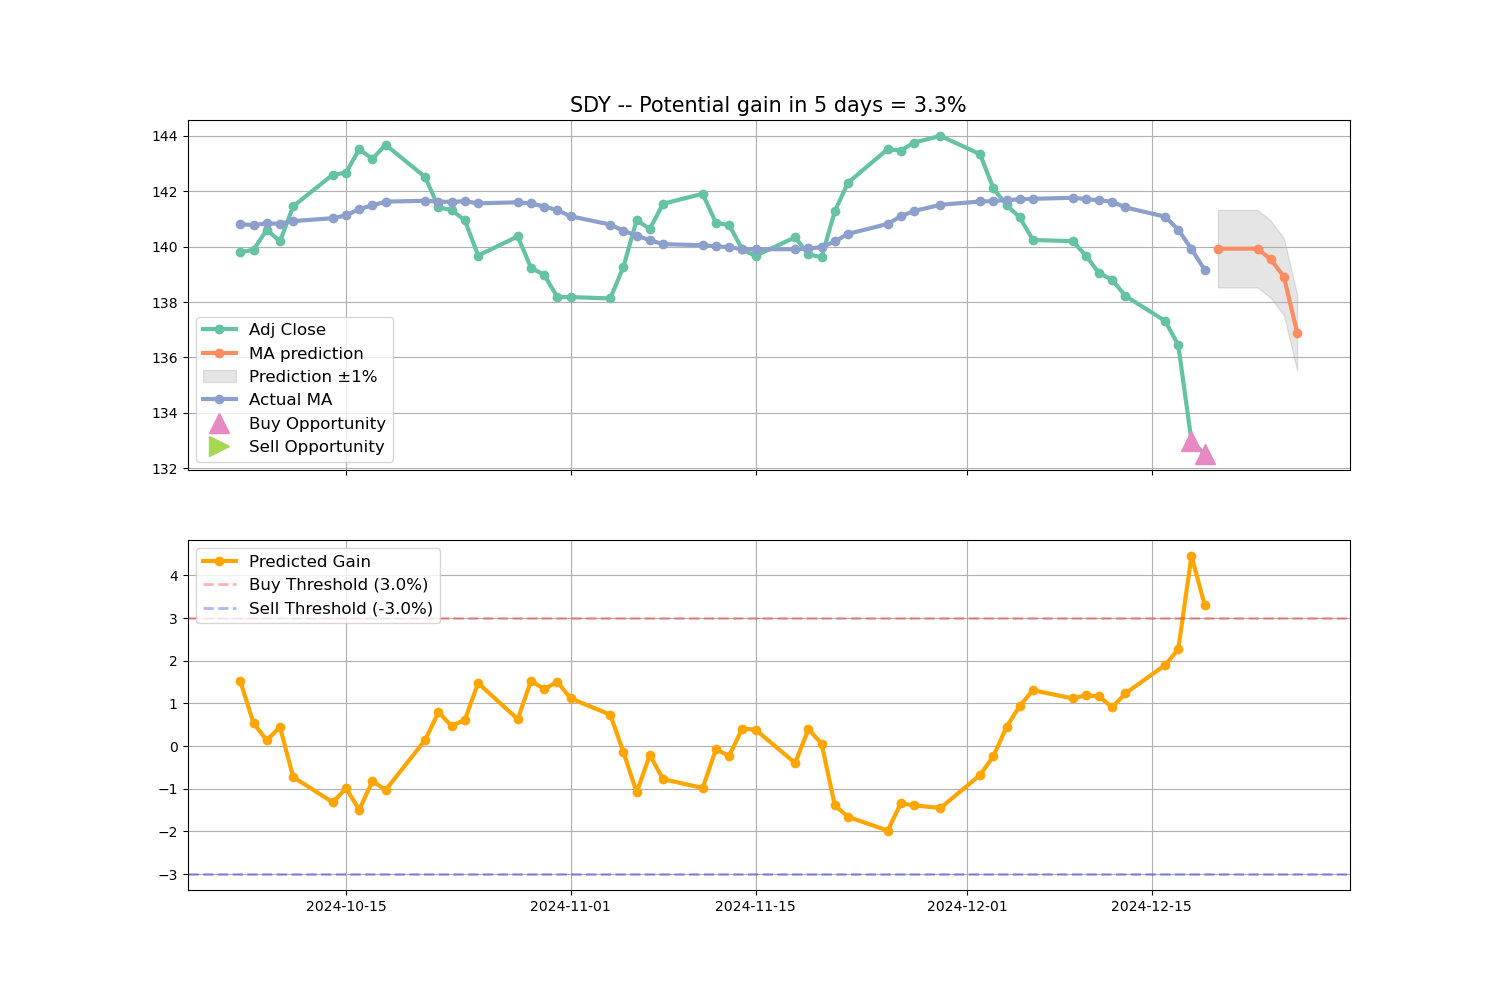 SDY -- Potential gain in 5 days = 3.3%
144
142
140
138
136
134
132
Adj Close
MA prediction
Prediction ±1%
Actual MA
Buy Opportunity
Sell Opportunity
4
3
2
1
0
−1
−2
−3
Predicted Gain
Buy Threshold (3.0%)
Sell Threshold (-3.0%)
2024-10-15
2024-11-01
2024-11-15
2024-12-01
2024-12-15